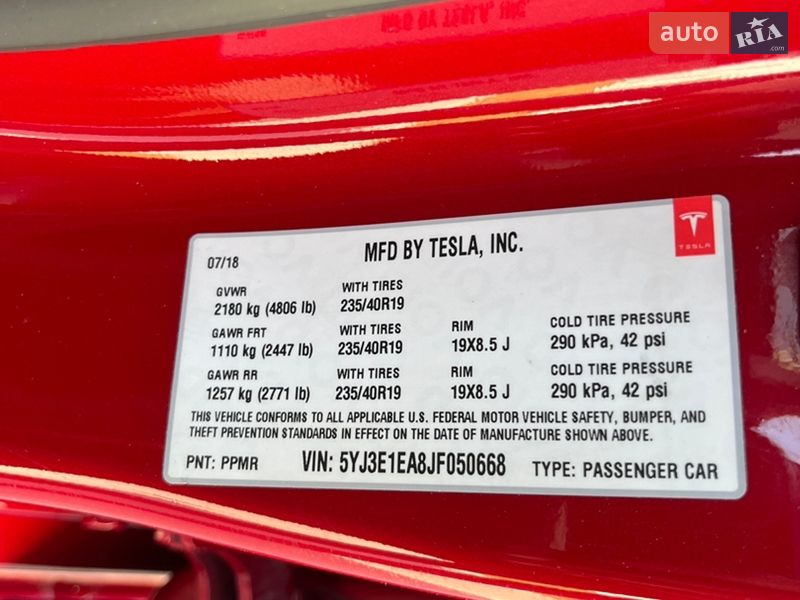 auto RIA.com
07/18
MFD BY TESLA, INC.
TESLA
GVWR
2180 kg (4806 lb)
WITH TIRES
235/40R19
GAWR FRT
1110 kg (2447 lb)
WITH TIRES
235/40R19
RIM
19X8.5 J
COLD TIRE PRESSURE
290 kPa, 42 psi
GAWR RR
1257 kg (2771 lb)
WITH TIRES
235/40R19
RIM
19X8.5 J
COLD TIRE PRESSURE
290 kPa, 42 psi
THIS VEHICLE CONFORMS TO ALL APPLICABLE U.S. FEDERAL MOTOR VEHICLE SAFETY, BUMPER, AND
THEFT PREVENTION STANDARDS IN EFFECT ON THE DATE OF MANUFACTURE SHOWN ABOVE.
PNT: PPMR
VIN: 5YJ3E1EA8JF050668
TYPE: PASSENGER CAR